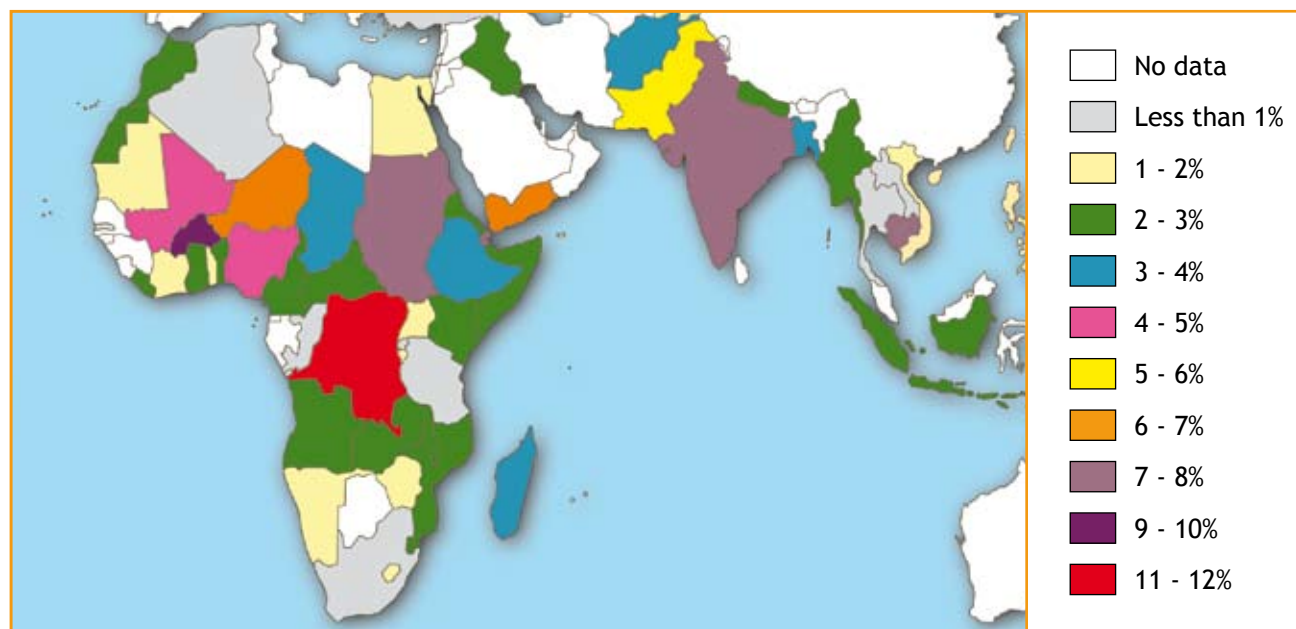 No data
Less than 1%
1 - 2%
2 - 3%
3 - 4%
4 - 5%
5 - 6%
6 - 7%
7 - 8%
9 - 10%
11 - 12%